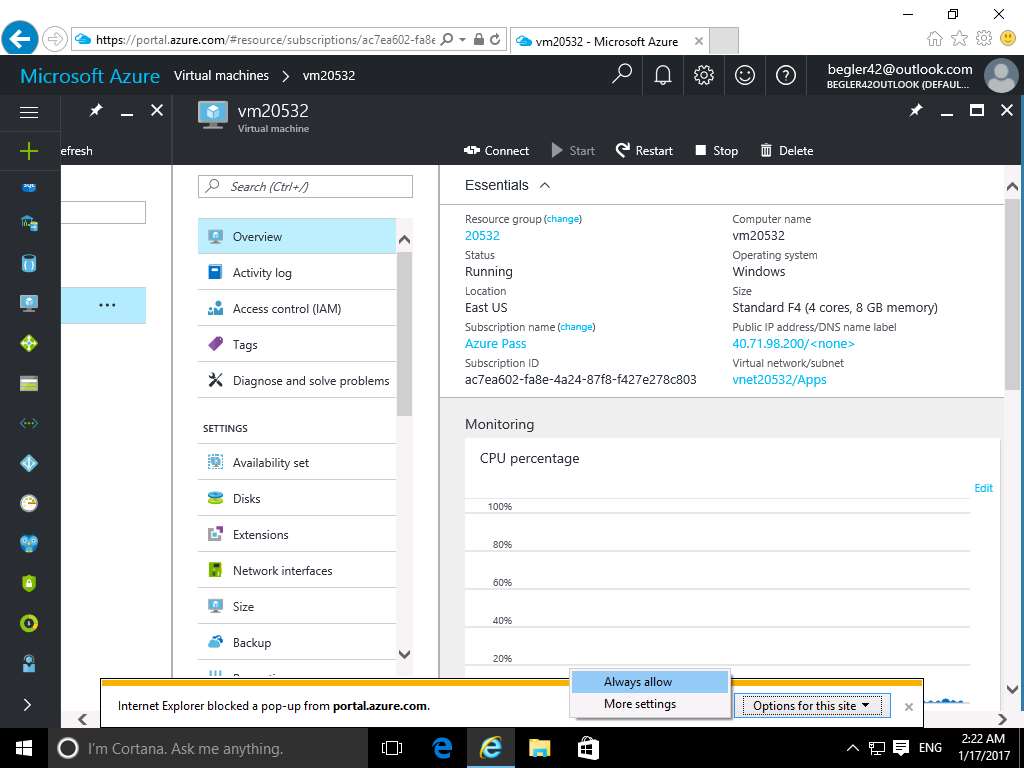 https://portal.azure.com/#resource/subscriptions/ac7ea602-fa8e
vm20532 - Microsoft Azure
Microsoft Azure
Virtual machines > vm20532
begler42@outlook.com
BEGLER42OUTLOOK (DEFAUL...
efresh
vm20532
Virtual machine
Connect
Start
Restart
Stop
Delete
Search (Ctrl+/)
Overview
Activity log
Access control (IAM)
Tags
Diagnose and solve problems
SETTINGS
Availability set
Disks
Extensions
Network interfaces
Size
Backup
Essentials
Resource group (change)
20532
Status
Running
Location
East US
Subscription name (change)
Azure Pass
Subscription ID
ac7ea602-fa8e-4a24-87f8-f427e278c803
Computer name
vm20532
Operating system
Windows
Size
Standard F4 (4 cores, 8 GB memory)
Public IP address/DNS name label
40.71.98.200/<none>
Virtual network/subnet
vnet20532/Apps
Monitoring
CPU percentage
Edit
100%
80%
60%
40%
20%
Always allow
More settings
Internet Explorer blocked a pop-up from portal.azure.com.
Options for this site
I'm Cortana. Ask me anything.
ENG
2:22 AM
1/17/2017